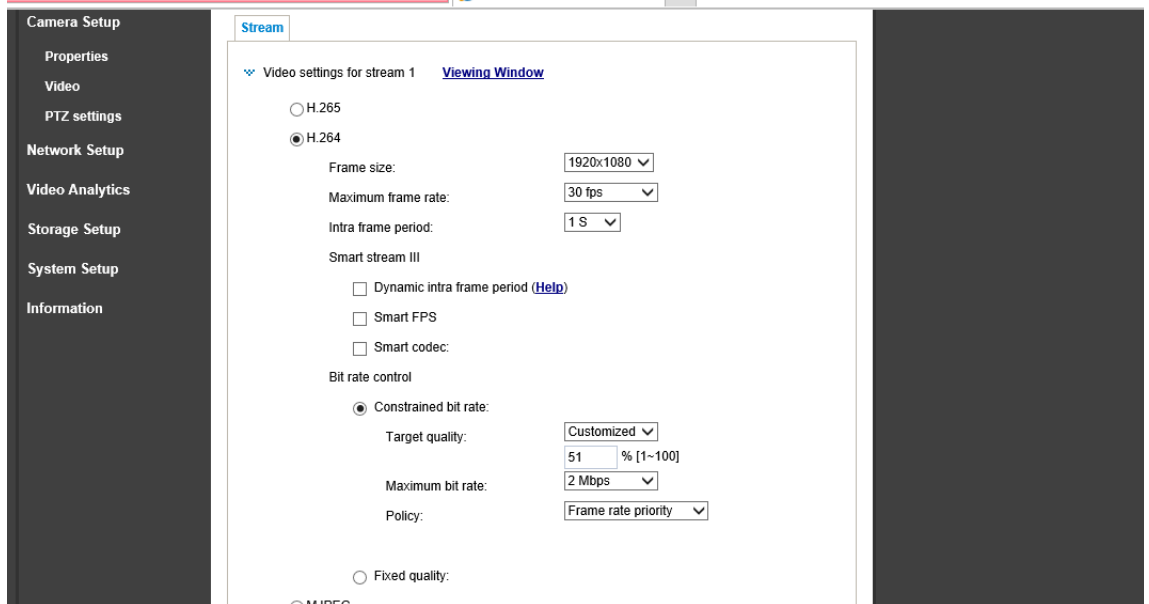 Camera Setup
Properties
Video
PTZ settings
Network Setup
Video Analytics
Storage Setup
System Setup
Information
Stream
Video settings for stream 1 Viewing Window
H.265
H.264
Frame size: 1920x1080
Maximum frame rate: 30 fps
Intra frame period: 1 S
Smart stream III
Dynamic intra frame period (Help)
Smart FPS
Smart codec:
Bit rate control
Constrained bit rate:
Target quality: Customized
51 % [1~100]
Maximum bit rate: 2 Mbps
Policy: Frame rate priority
Fixed quality:
MJPEG